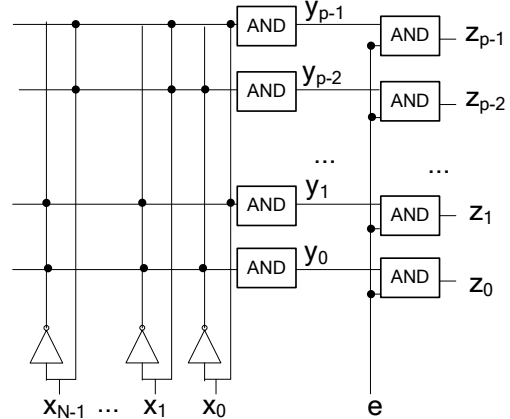 AND y_{p-1} AND z_{p-1}
AND y_{p-2} AND z_{p-2}
... ...
AND y_1 AND z_1
AND y_0 AND z_0
x_{N-1} ... x_1 x_0 e